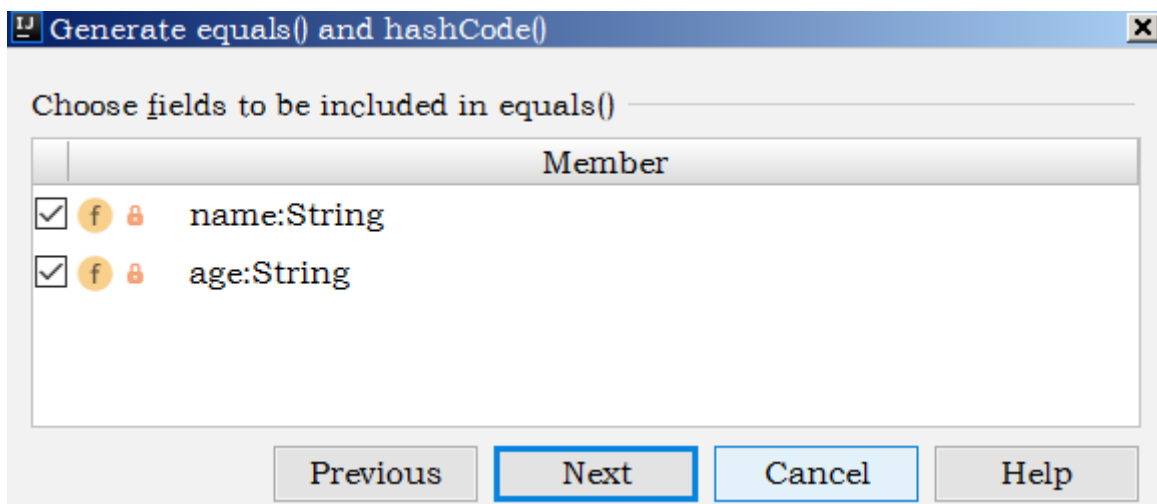 IJ Generate equals() and hashCode()
Choose fields to be included in equals()
Member
f name:String
f age:String
Previous Next Cancel Help